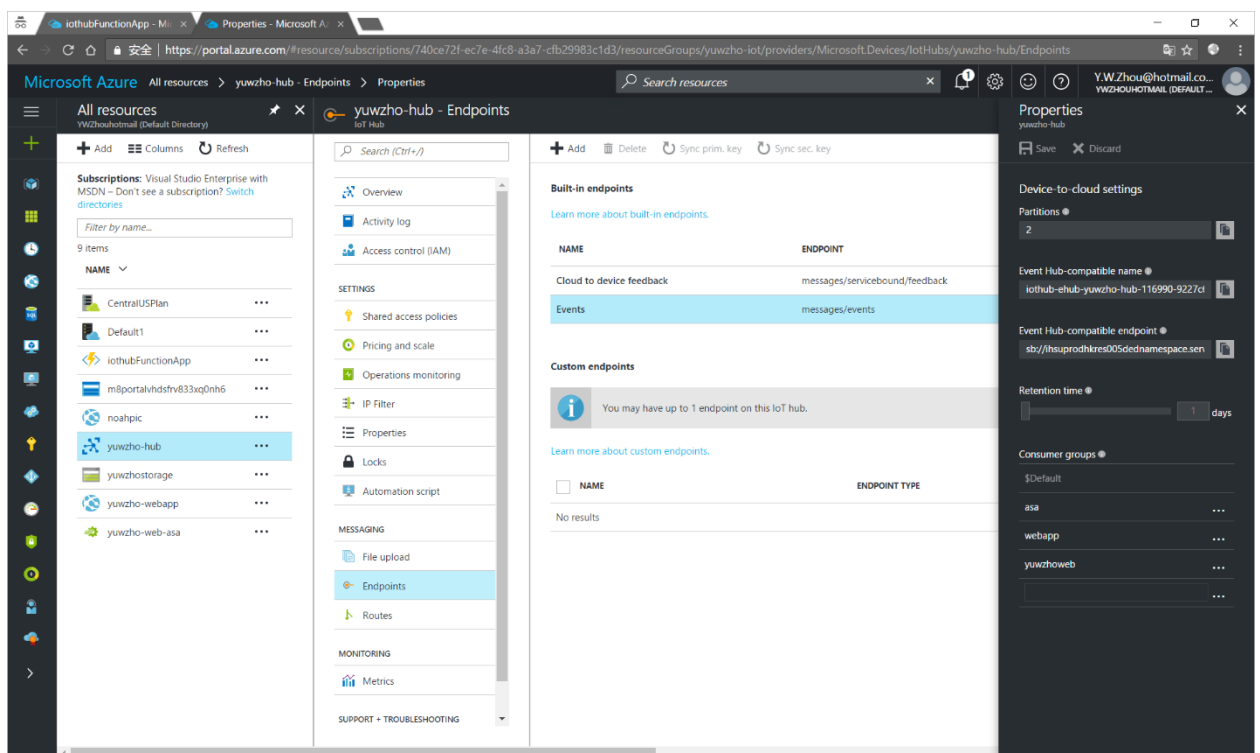 iothubFunctionApp - Mic
Properties - Microsoft Az
安全 | https://portal.azure.com/#resource/subscriptions/740ce72f-ec7e-4fc8-a3a7-cfb29983c1d3/resourceGroups/yuwzho-iot/providers/Microsoft.Devices/IotHubs/yuwzho-hub/Endpoints
Microsoft Azure All resources > yuwzho-hub - Endpoints > Properties
Search resources
1
Y.W.Zhou@hotmail.co...
YWZHOUHOTMAIL (DEFAULT ...
All resources
YWZhouhotmail (Default Directory)
Add Columns Refresh
Subscriptions: Visual Studio Enterprise with
MSDN – Don't see a subscription? Switch
directories
Filter by name...
9 items
NAME
CentralUSPlan
Default1
iothubFunctionApp
m8portalvhdsfrv833xq0nh6
noahpic
yuwzho-hub
yuwzhostorage
yuwzho-webapp
yuwzho-web-asa
yuwzho-hub - Endpoints
IoT Hub
Search (Ctrl+/)
Overview
Activity log
Access control (IAM)
SETTINGS
Shared access policies
Pricing and scale
Operations monitoring
IP Filter
Properties
Locks
Automation script
MESSAGING
File upload
Endpoints
Routes
MONITORING
Metrics
SUPPORT + TROUBLESHOOTING
Add Delete Sync prim. key Sync sec. key
Built-in endpoints
Learn more about built-in endpoints.
NAME ENDPOINT
Cloud to device feedback messages/servicebound/feedback
Events messages/events
Custom endpoints
You may have up to 1 endpoint on this IoT hub.
Learn more about custom endpoints.
NAME ENDPOINT TYPE
No results
Properties
yuwzho-hub
Save Discard
Device-to-cloud settings
Partitions
2
Event Hub-compatible name
iothub-ehub-yuwzho-hub-116990-9227cl
Event Hub-compatible endpoint
sb://ihsuprodhkres005dednamespace.ser
Retention time
1 days
Consumer groups
$Default
asa
webapp
yuwzhoweb